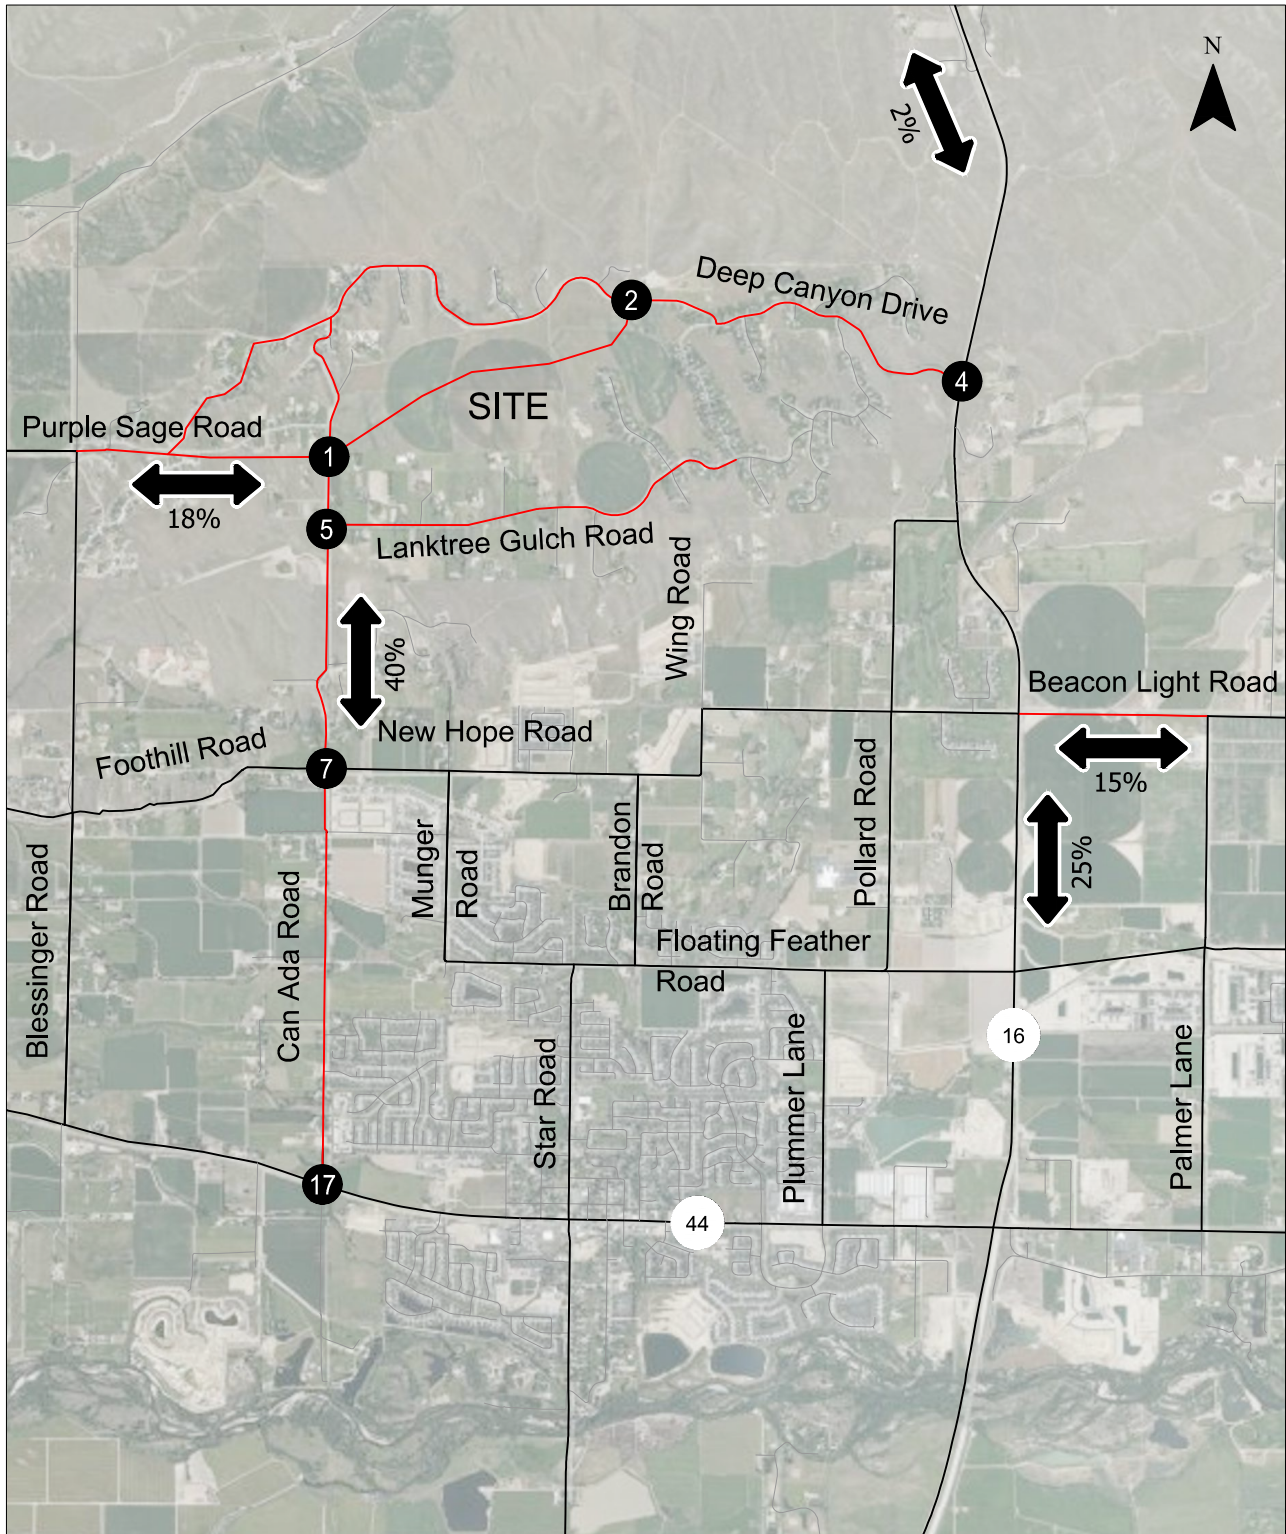 N
2%
Deep Canyon Drive
2
4
SITE
Purple Sage Road
1
18%
5
Lanktree Gulch Road
Wing Road
40%
Beacon Light Road
New Hope Road
Foothill Road
7
15%
25%
Pollard Road
Munger
Road
Brandon
Road
Blessinger Road
Can Ada Road
Floating Feather
Road
16
Star Road
Plummer Lane
Palmer Lane
17
44